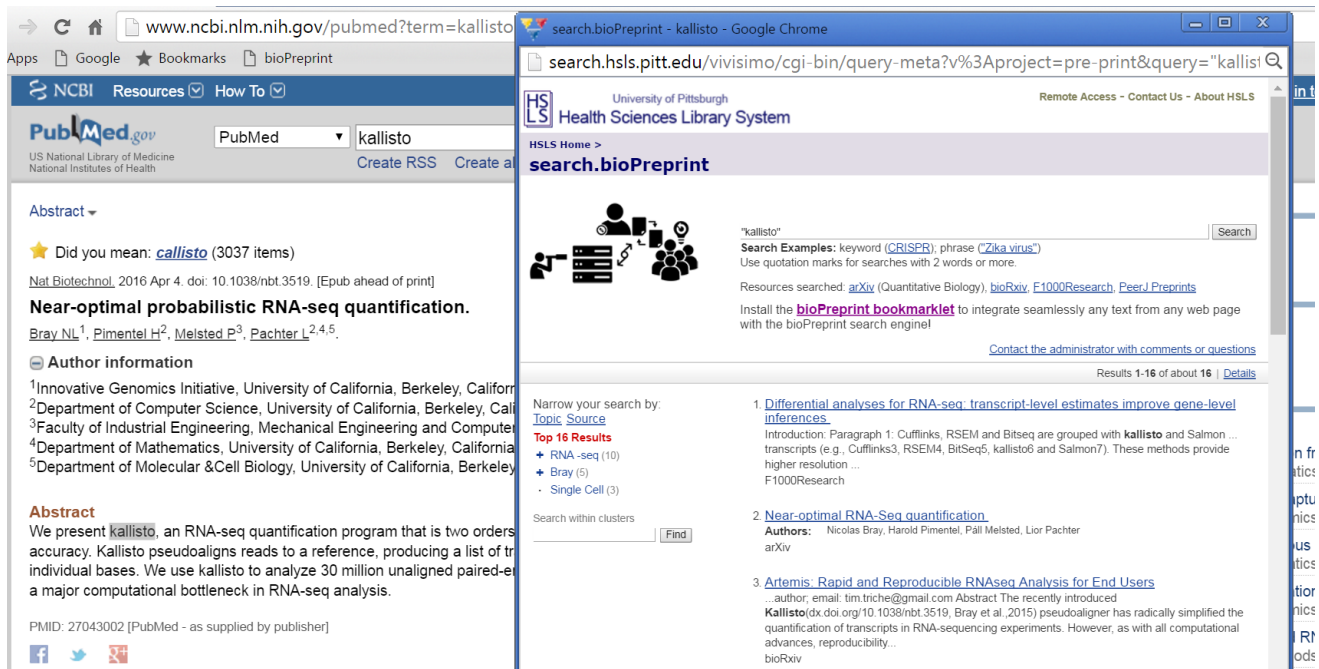 www.ncbi.nlm.nih.gov/pubmed?term=kallisto
Apps Google Bookmarks bioPreprint
NCBI Resources How To
PubMed.gov
US National Library of Medicine
National Institutes of Health
PubMed
kallisto
Create RSS Create al
Abstract
Did you mean: callisto (3037 items)
Nat Biotechnol. 2016 Apr 4. doi: 10.1038/nbt.3519. [Epub ahead of print]
Near-optimal probabilistic RNA-seq quantification.
Bray NL1, Pimentel H2, Melsted P3, Pachter L2,4,5.
Author information
1Innovative Genomics Initiative, University of California, Berkeley, Californ
2Department of Computer Science, University of California, Berkeley, Cali
3Faculty of Industrial Engineering, Mechanical Engineering and Computer
4Department of Mathematics, University of California, Berkeley, California
5Department of Molecular &Cell Biology, University of California, Berkeley
Abstract
We present kallisto, an RNA-seq quantification program that is two orders
accuracy. Kallisto pseudoaligns reads to a reference, producing a list of tr
individual bases. We use kallisto to analyze 30 million unaligned paired-e
a major computational bottleneck in RNA-seq analysis.
PMID: 27043002 [PubMed - as supplied by publisher]
search.bioPreprint - kallisto - Google Chrome
search.hsls.pitt.edu/vivisimo/cgi-bin/query-meta?v%3Aproject=pre-print&query="kallist
HSLS
University of Pittsburgh
Health Sciences Library System
Remote Access - Contact Us - About HSLS
HSLS Home >
search.bioPreprint
"kallisto"
Search
Search Examples: keyword (CRISPR); phrase ("Zika virus")
Use quotation marks for searches with 2 words or more.
Resources searched: arXiv (Quantitative Biology), bioRxiv, F1000Research, PeerJ Preprints
Install the bioPreprint bookmarklet to integrate seamlessly any text from any web page
with the bioPreprint search engine!
Contact the administrator with comments or questions
Results 1-16 of about 16 | Details
Narrow your search by:
Topic Source
Top 16 Results
+ RNA -seq (10)
+ Bray (5)
· Single Cell (3)
Search within clusters
Find
1. Differential analyses for RNA-seq: transcript-level estimates improve gene-level
inferences
Introduction: Paragraph 1: Cufflinks, RSEM and Bitseq are grouped with kallisto and Salmon ...
transcripts (e.g., Cufflinks3, RSEM4, BitSeq5, kallisto6 and Salmon7). These methods provide
higher resolution ...
F1000Research
2. Near-optimal RNA-Seq quantification
Authors: Nicolas Bray, Harold Pimentel, Páll Melsted, Lior Pachter
arXiv
3. Artemis: Rapid and Reproducible RNAseq Analysis for End Users
...author; email: tim.triche@gmail.com Abstract The recently introduced
Kallisto(dx.doi.org/10.1038/nbt.3519, Bray et al.,2015) pseudoaligner has radically simplified the
quantification of transcripts in RNA-sequencing experiments. However, as with all computational
advances, reproducibility...
bioRxiv